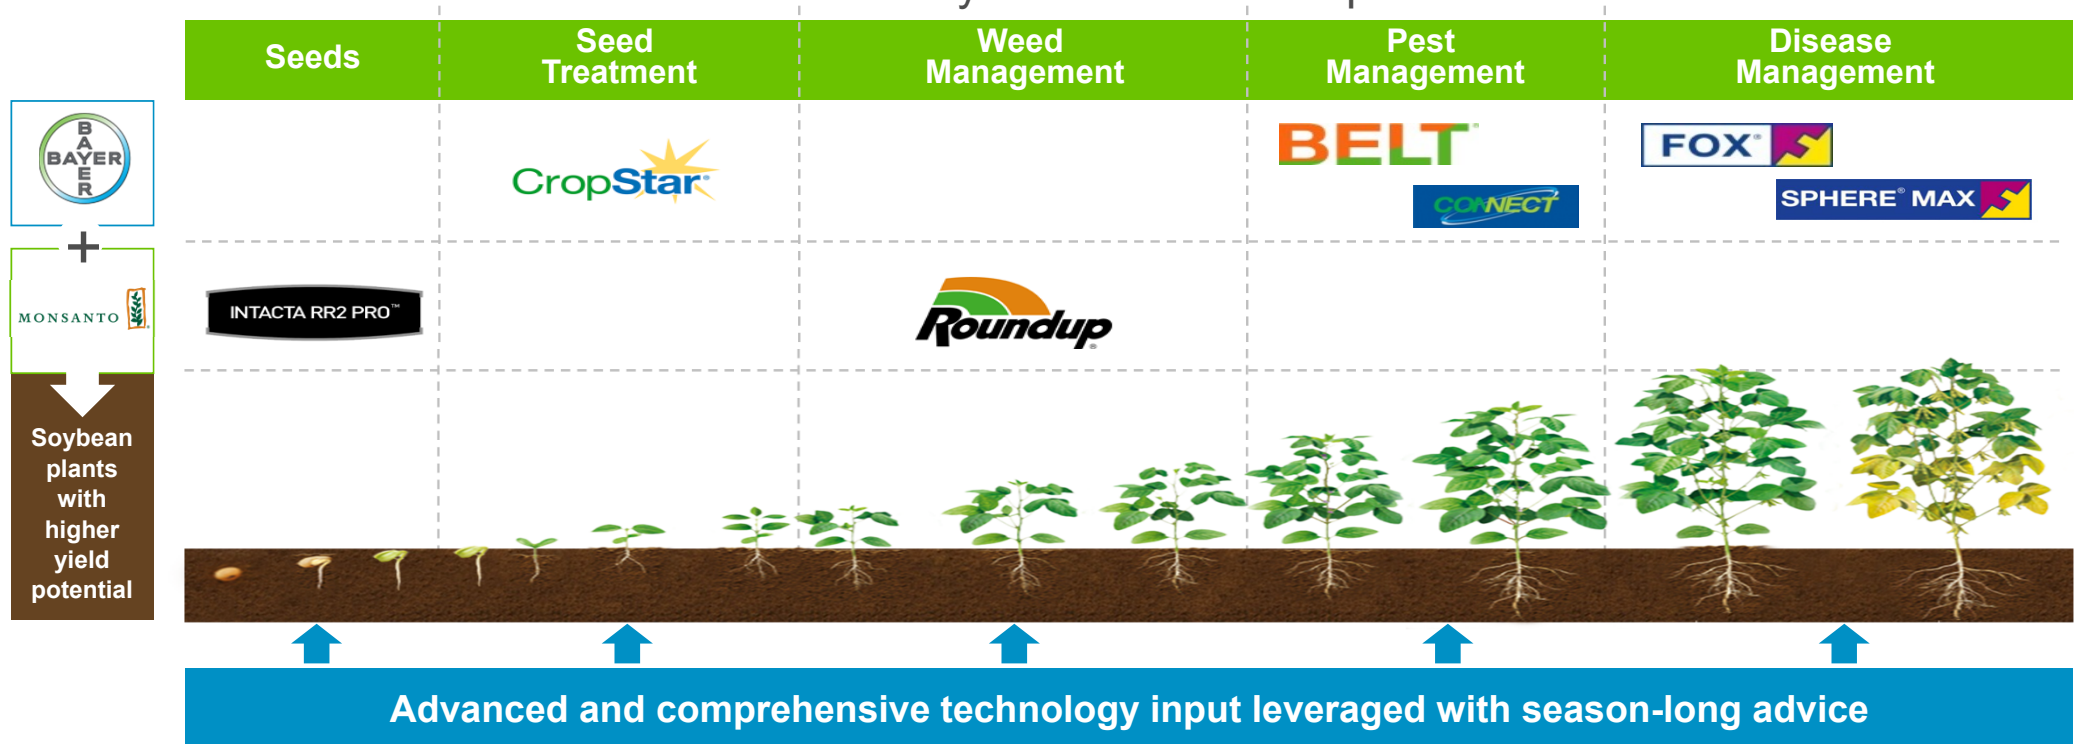 Seeds
Seed
Treatment
Weed
Management
Pest
Management
Disease
Management
BAYER
BAYER
CropStar®
BELT®
CONNECT
FOX®
SPHERE® MAX
+
MONSANTO
INTACTA RR2 PRO™
Roundup®
Soybean
plants
with
higher
yield
potential
Advanced and comprehensive technology input leveraged with season-long advice